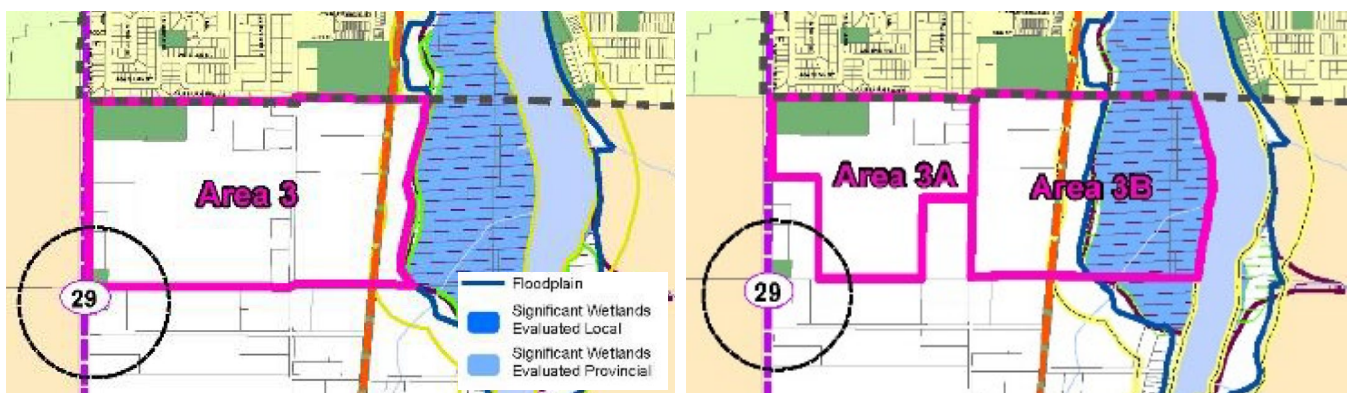 Area 3
29
Floodplain
Significant Wetlands
Evaluated Local
Significant Wetlands
Evaluated Provincial
Area 3A
Area 3B
29